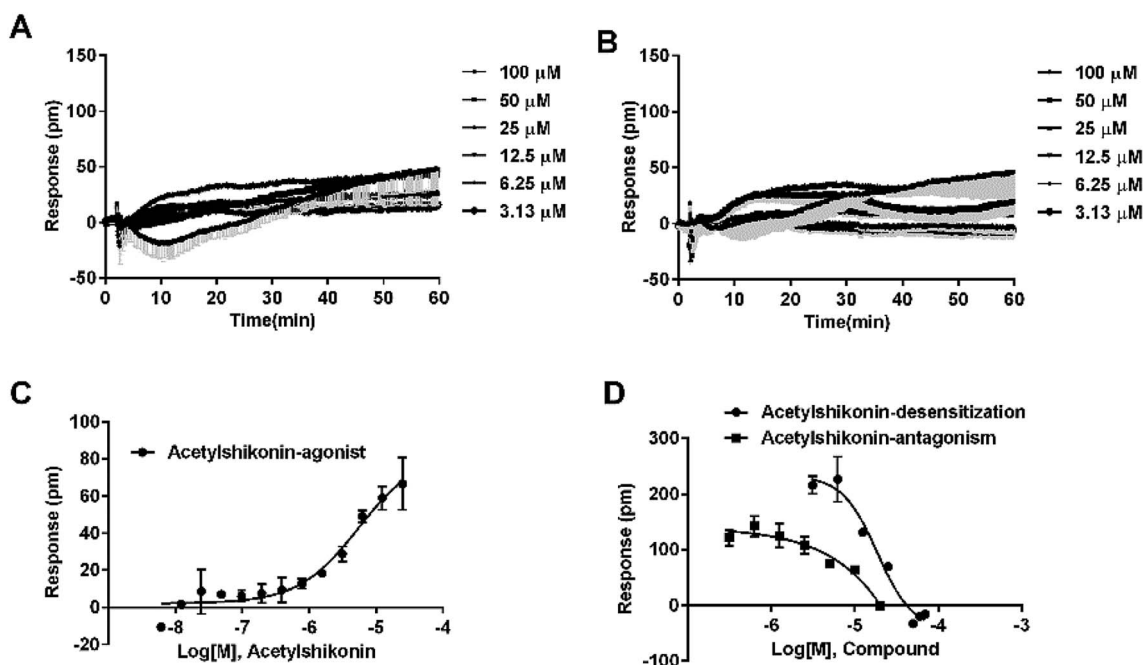 A
150
100
50
0
-50
Response (pm)
0 10 20 30 40 50 60
Time(min)
100 μM
50 μM
25 μM
12.5 μM
6.25 μM
3.13 μM
B
150
100
50
0
-50
Response (pm)
0 10 20 30 40 50 60
Time(min)
100 μM
50 μM
25 μM
12.5 μM
6.25 μM
3.13 μM
C
100
80
60
40
20
0
-20
Response (pm)
Acetylshikonin-agonist
-8 -7 -6 -5 -4
Log[M], Acetylshikonin
D
Acetylshikonin-desensitization
Acetylshikonin-antagonism
300
200
100
0
-100
Response (pm)
-6 -5 -4 -3
Log[M], Compound